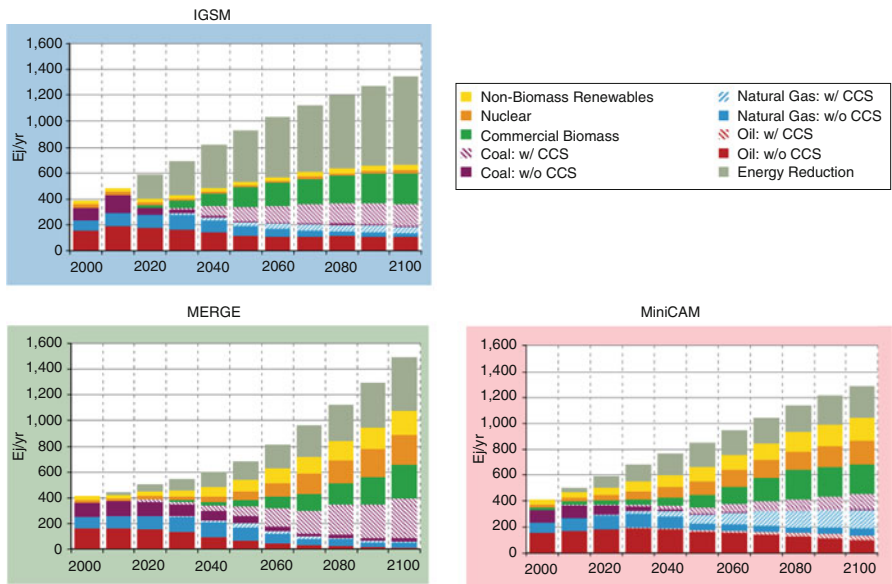 IGSM
1,600
1,400
1,200
1,000
800
600
400
200
0
Ej/yr
2000 2020 2040 2060 2080 2100
Non-Biomass Renewables
Nuclear
Commercial Biomass
Coal: w/ CCS
Coal: w/o CCS
Natural Gas: w/ CCS
Natural Gas: w/o CCS
Oil: w/ CCS
Oil: w/o CCS
Energy Reduction
MERGE
1,600
1,400
1,200
1,000
800
600
400
200
0
Ej/yr
2000 2020 2040 2060 2080 2100
MiniCAM
1,600
1,400
1,200
1,000
800
600
400
200
0
Ej/yr
2000 2020 2040 2060 2080 2100